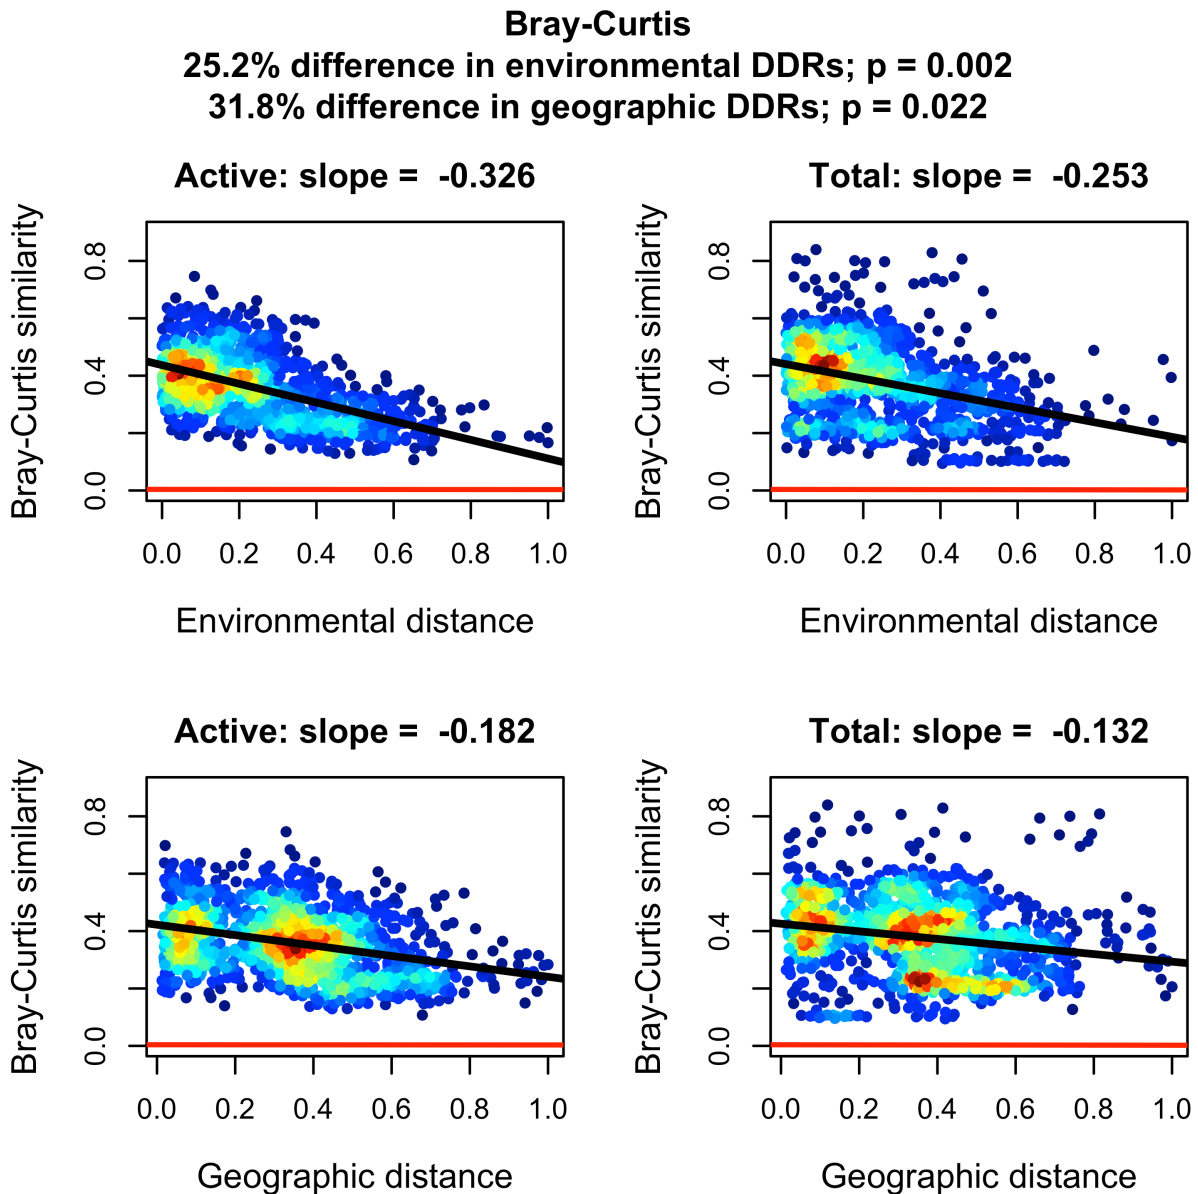 Bray-Curtis
25.2% difference in environmental DDRs; p = 0.002
31.8% difference in geographic DDRs; p = 0.022
Active: slope = -0.326
Bray-Curtis similarity
0.8
0.4
0.0
0.0 0.2 0.4 0.6 0.8 1.0
Environmental distance
Total: slope = -0.253
Bray-Curtis similarity
0.8
0.4
0.0
0.0 0.2 0.4 0.6 0.8 1.0
Environmental distance
Active: slope = -0.182
Bray-Curtis similarity
0.8
0.4
0.0
0.0 0.2 0.4 0.6 0.8 1.0
Geographic distance
Total: slope = -0.132
Bray-Curtis similarity
0.8
0.4
0.0
0.0 0.2 0.4 0.6 0.8 1.0
Geographic distance